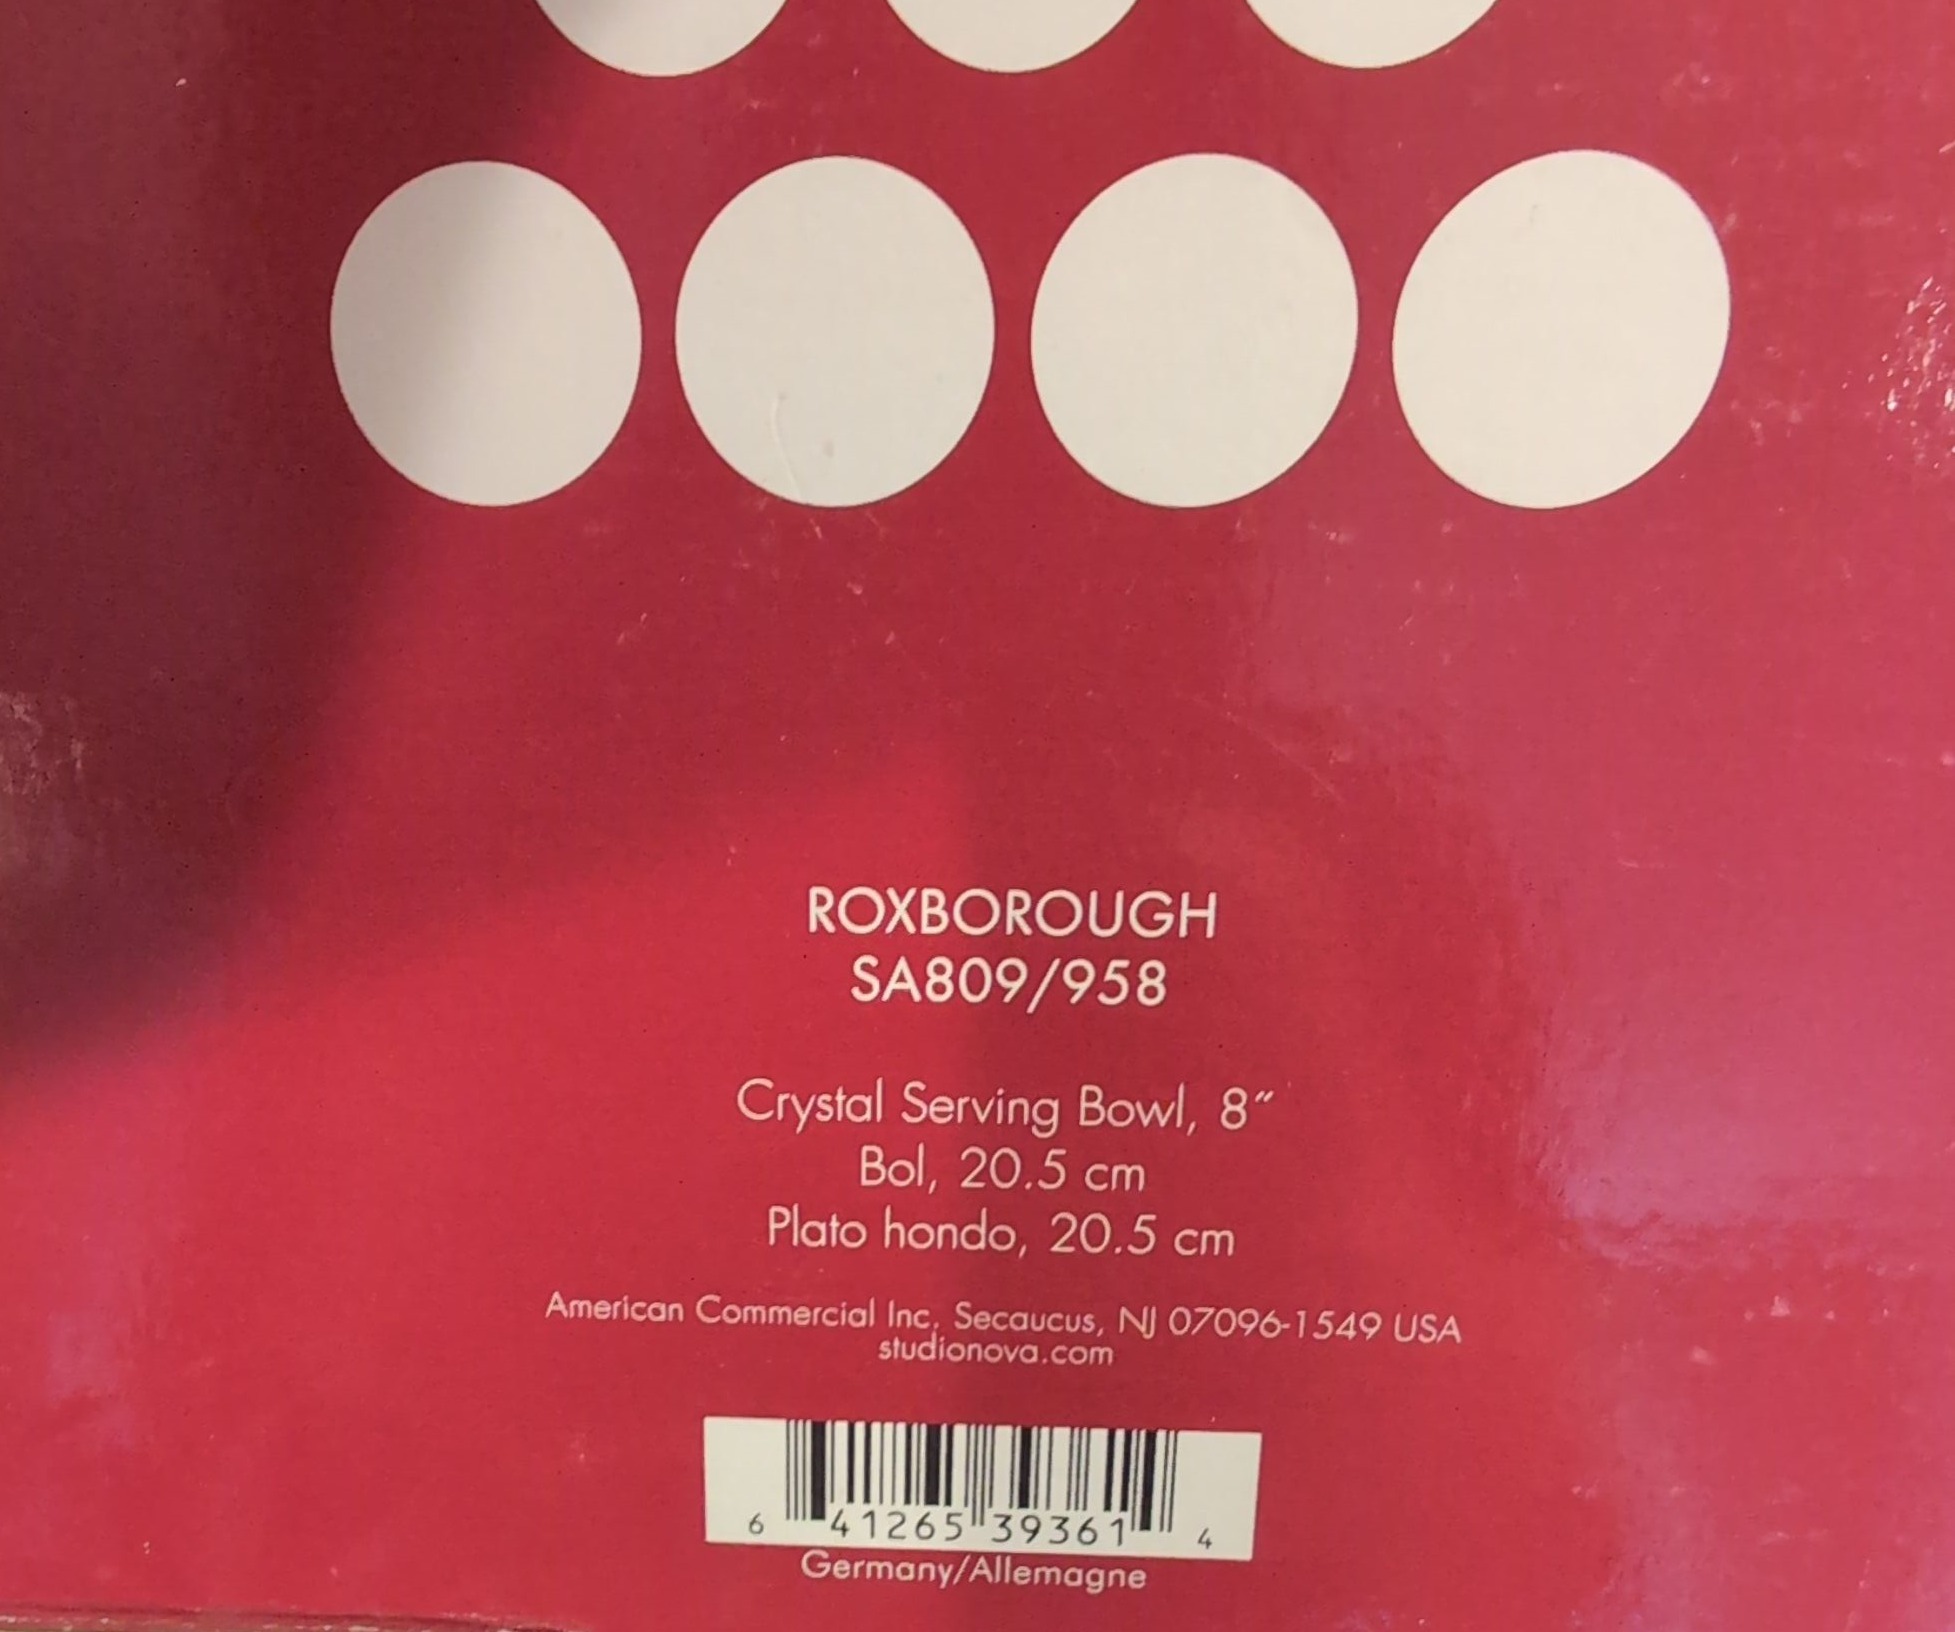 ROXBOROUGH
SA809/958
Crystal Serving Bowl, 8″
Bol, 20.5 cm
Plato hondo, 20.5 cm
American Commercial Inc. Secaucus, NJ 07096-1549 USA
studionova.com
6 41265 39361 4
Germany/Allemagne